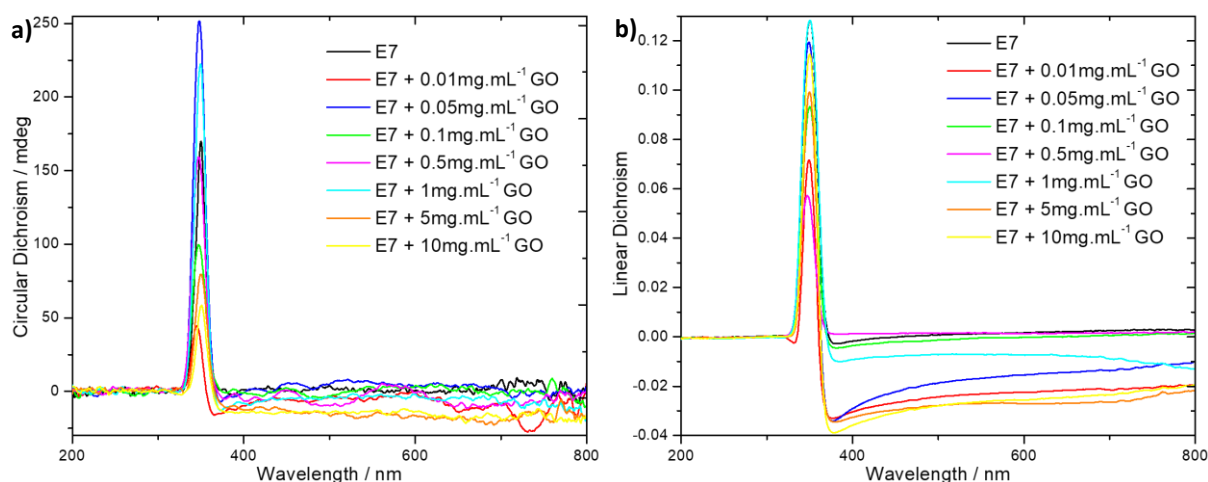 a)
Circular Dichroism / mdeg
250
200
150
100
50
0
200
400
600
800
Wavelength / nm
E7
E7 + 0.01mg.mL⁻¹ GO
E7 + 0.05mg.mL⁻¹ GO
E7 + 0.1mg.mL⁻¹ GO
E7 + 0.5mg.mL⁻¹ GO
E7 + 1mg.mL⁻¹ GO
E7 + 5mg.mL⁻¹ GO
E7 + 10mg.mL⁻¹ GO
b)
Linear Dichroism
0.12
0.10
0.08
0.06
0.04
0.02
0.00
-0.02
-0.04
200
400
600
800
Wavelength / nm
E7
E7 + 0.01mg.mL⁻¹ GO
E7 + 0.05mg.mL⁻¹ GO
E7 + 0.1mg.mL⁻¹ GO
E7 + 0.5mg.mL⁻¹ GO
E7 + 1mg.mL⁻¹ GO
E7 + 5mg.mL⁻¹ GO
E7 + 10mg.mL⁻¹ GO